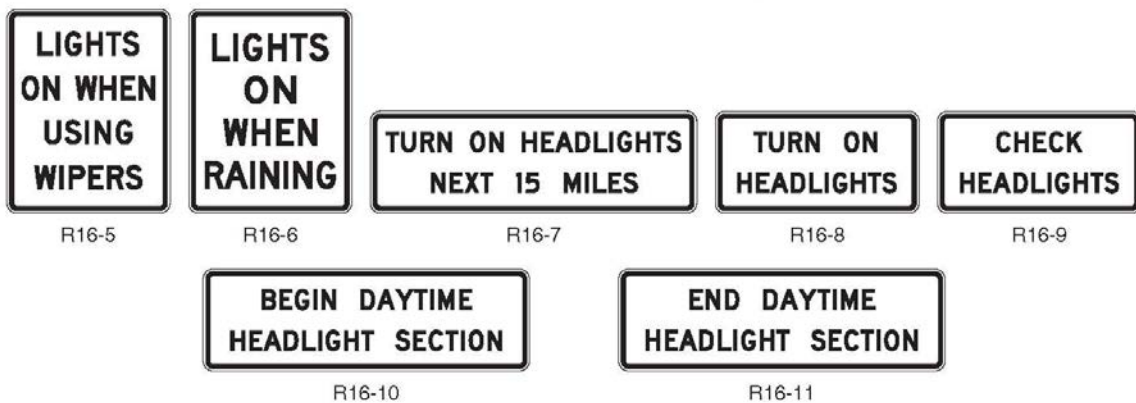 LIGHTS
ON WHEN
USING
WIPERS
R16-5
LIGHTS
ON
WHEN
RAINING
R16-6
TURN ON HEADLIGHTS
NEXT 15 MILES
R16-7
TURN ON
HEADLIGHTS
R16-8
CHECK
HEADLIGHTS
R16-9
BEGIN DAYTIME
HEADLIGHT SECTION
R16-10
END DAYTIME
HEADLIGHT SECTION
R16-11